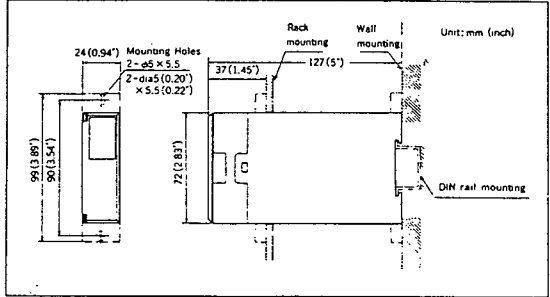 24(0.94")
Mounting Holes
2-φ5×5.5
2-dia5(0.20")
×5.5(0.22")
99(3.89")
90(3.54")
Rack
mounting
Wall
mounting
Unit; mm (inch)
127(5")
37(1.45")
72(2.83")
DIN rail mounting